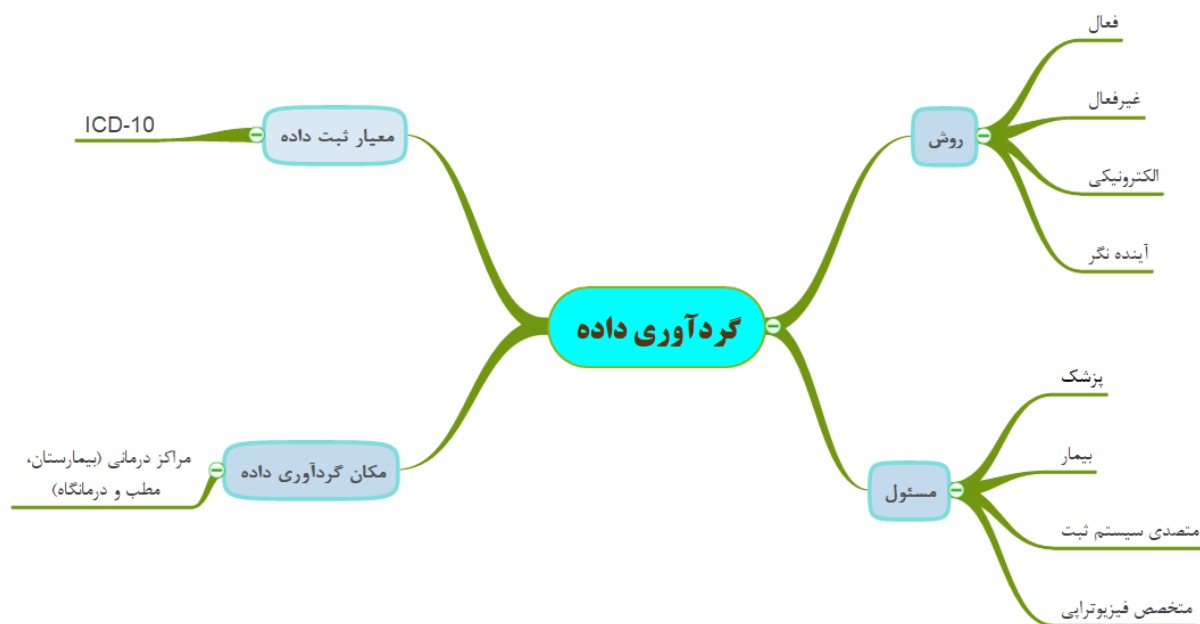 گردآوری داده
روش
فعال
غیرفعال
الکترونیکی
آینده نگر
مسئول
پزشک
بیمار
متصدی سیستم ثبت
متخصص فیزیوتراپی
معیار ثبت داده
ICD-10
مکان گردآوری داده
مراکز درمانی (بیمارستان،
مطب و درمانگاه)